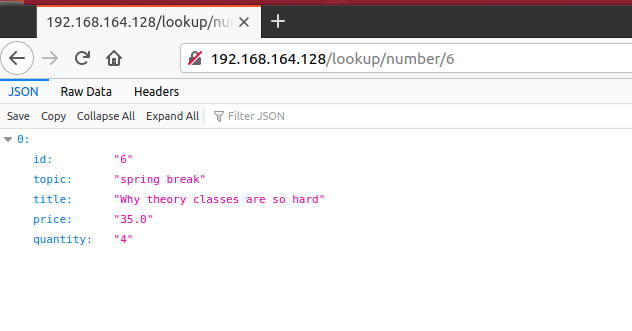 192.168.164.128/lookup/nu
192.168.164.128/lookup/number/6
JSON Raw Data Headers
Save Copy Collapse All Expand All Filter JSON
0:
id: "6"
topic: "spring break"
title: "Why theory classes are so hard"
price: "35.0"
quantity: "4"